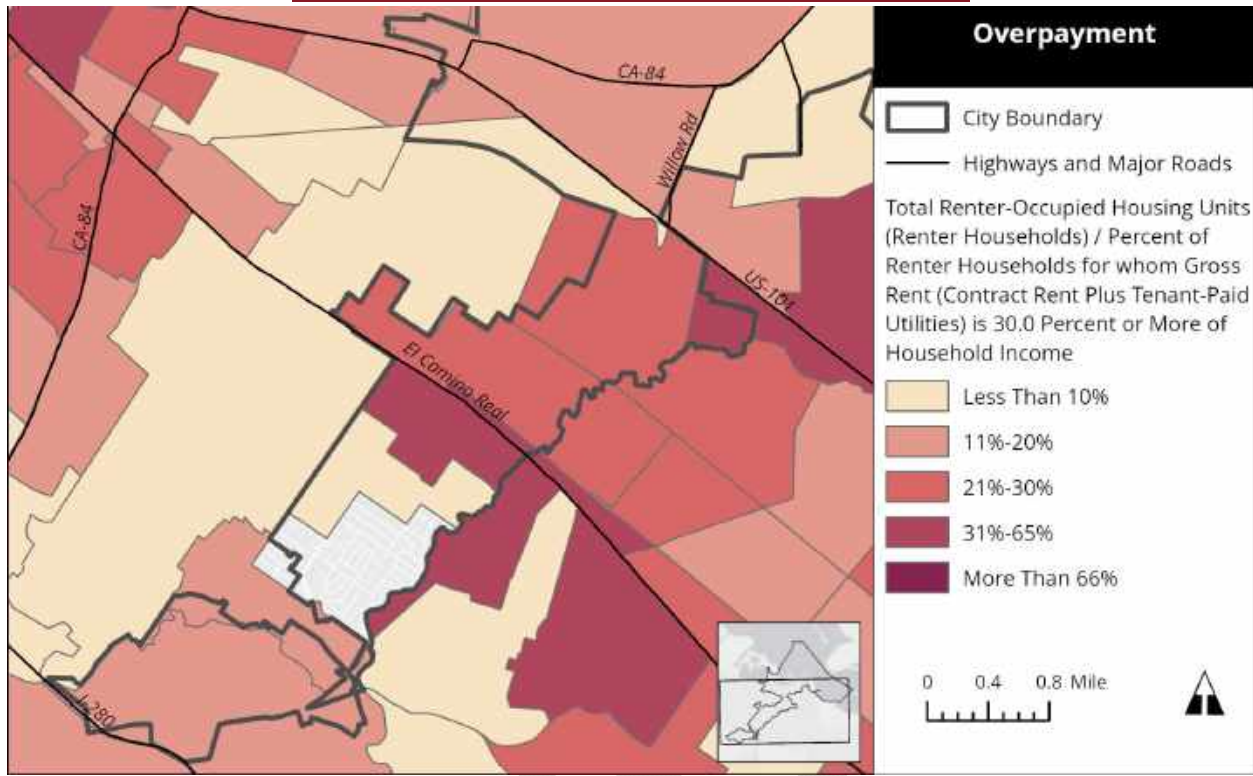 Overpayment
City Boundary
Highways and Major Roads
Total Renter-Occupied Housing Units
(Renter Households) / Percent of
Renter Households for whom Gross
Rent (Contract Rent Plus Tenant-Paid
Utilities) is 30.0 Percent or More of
Household Income
Less Than 10%
11%-20%
21%-30%
31%-65%
More Than 66%
0 0.4 0.8 Mile
CA-84
Willow Rd
CA-84
US-101
El Camino Real
I-280